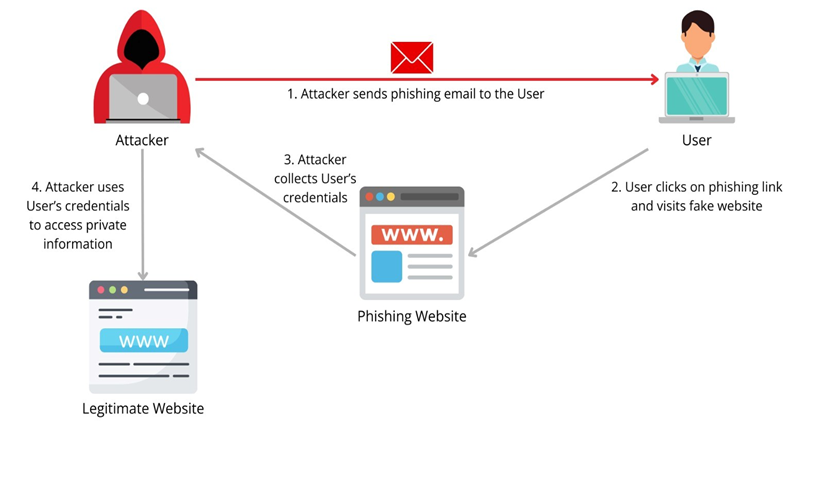 1. Attacker sends phishing email to the User
Attacker
User
3. Attacker
collects User's
credentials
4. Attacker uses
User's credentials
to access private
information
2. User clicks on phishing link
and visits fake website
www.
Phishing Website
www
Legitimate Website